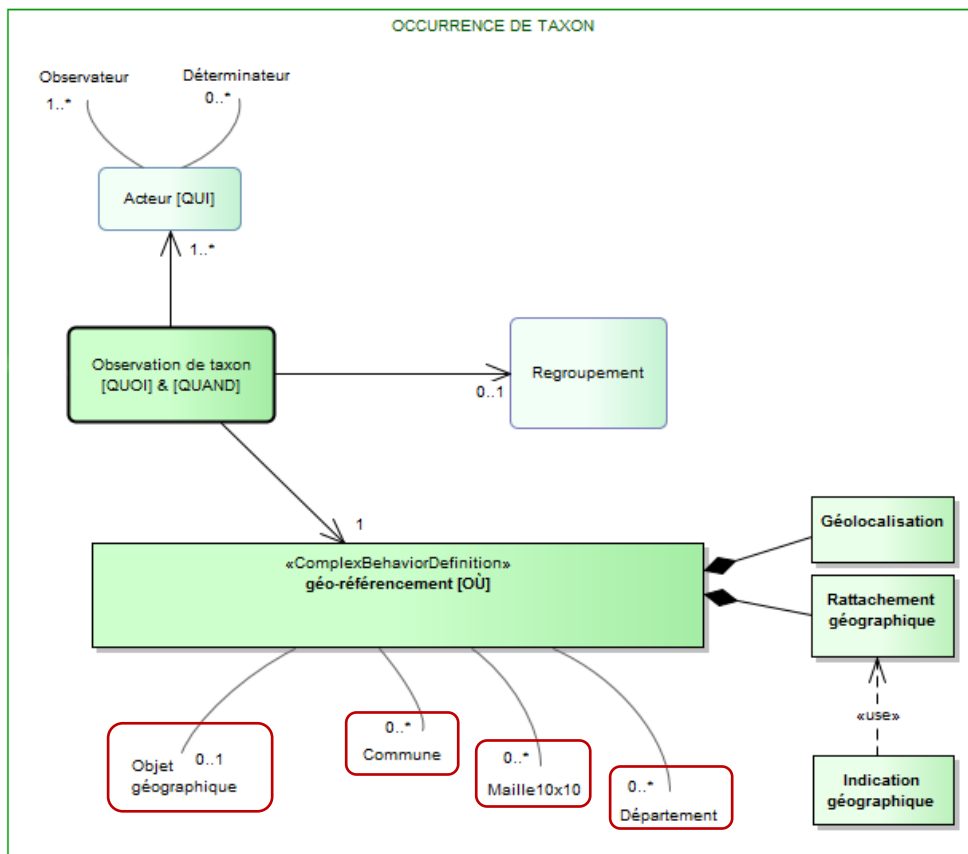 OCCURRENCE DE TAXON
Observateur
1..*
Déterminateur
0..*
Acteur [QUI]
1..*
Observation de taxon
[QUOI] & [QUAND]
0..1
Regroupement
1
«ComplexBehaviorDefinition»
géo-référencement [OÙ]
Géolocalisation
Rattachement
géographique
«use»
Indication
géographique
0..1
Objet
géographique
0..*
Commune
0..*
Maille10x10
0..*
Département